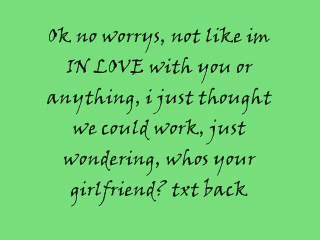 Ok no worrys, not like im
IN LOVE with you or
anything, i just thought
we could work, just
wondering, whos your
girlfriend? txt back